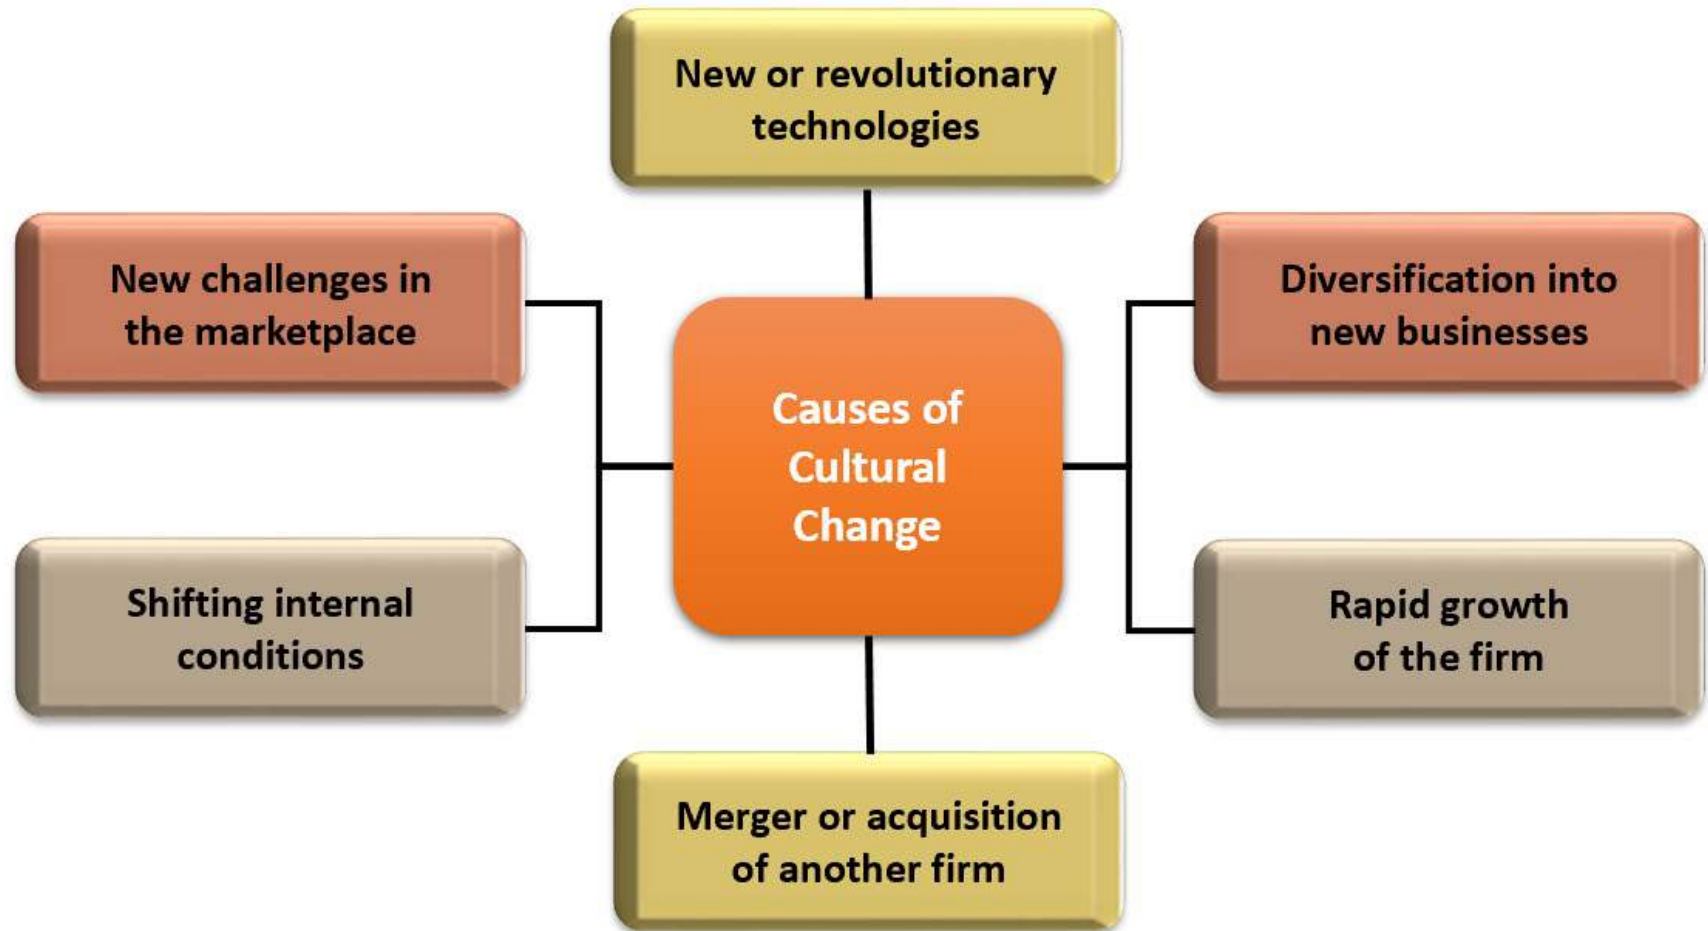 New or revolutionary
technologies
New challenges in
the marketplace
Diversification into
new businesses
Causes of
Cultural
Change
Shifting internal
conditions
Rapid growth
of the firm
Merger or acquisition
of another firm